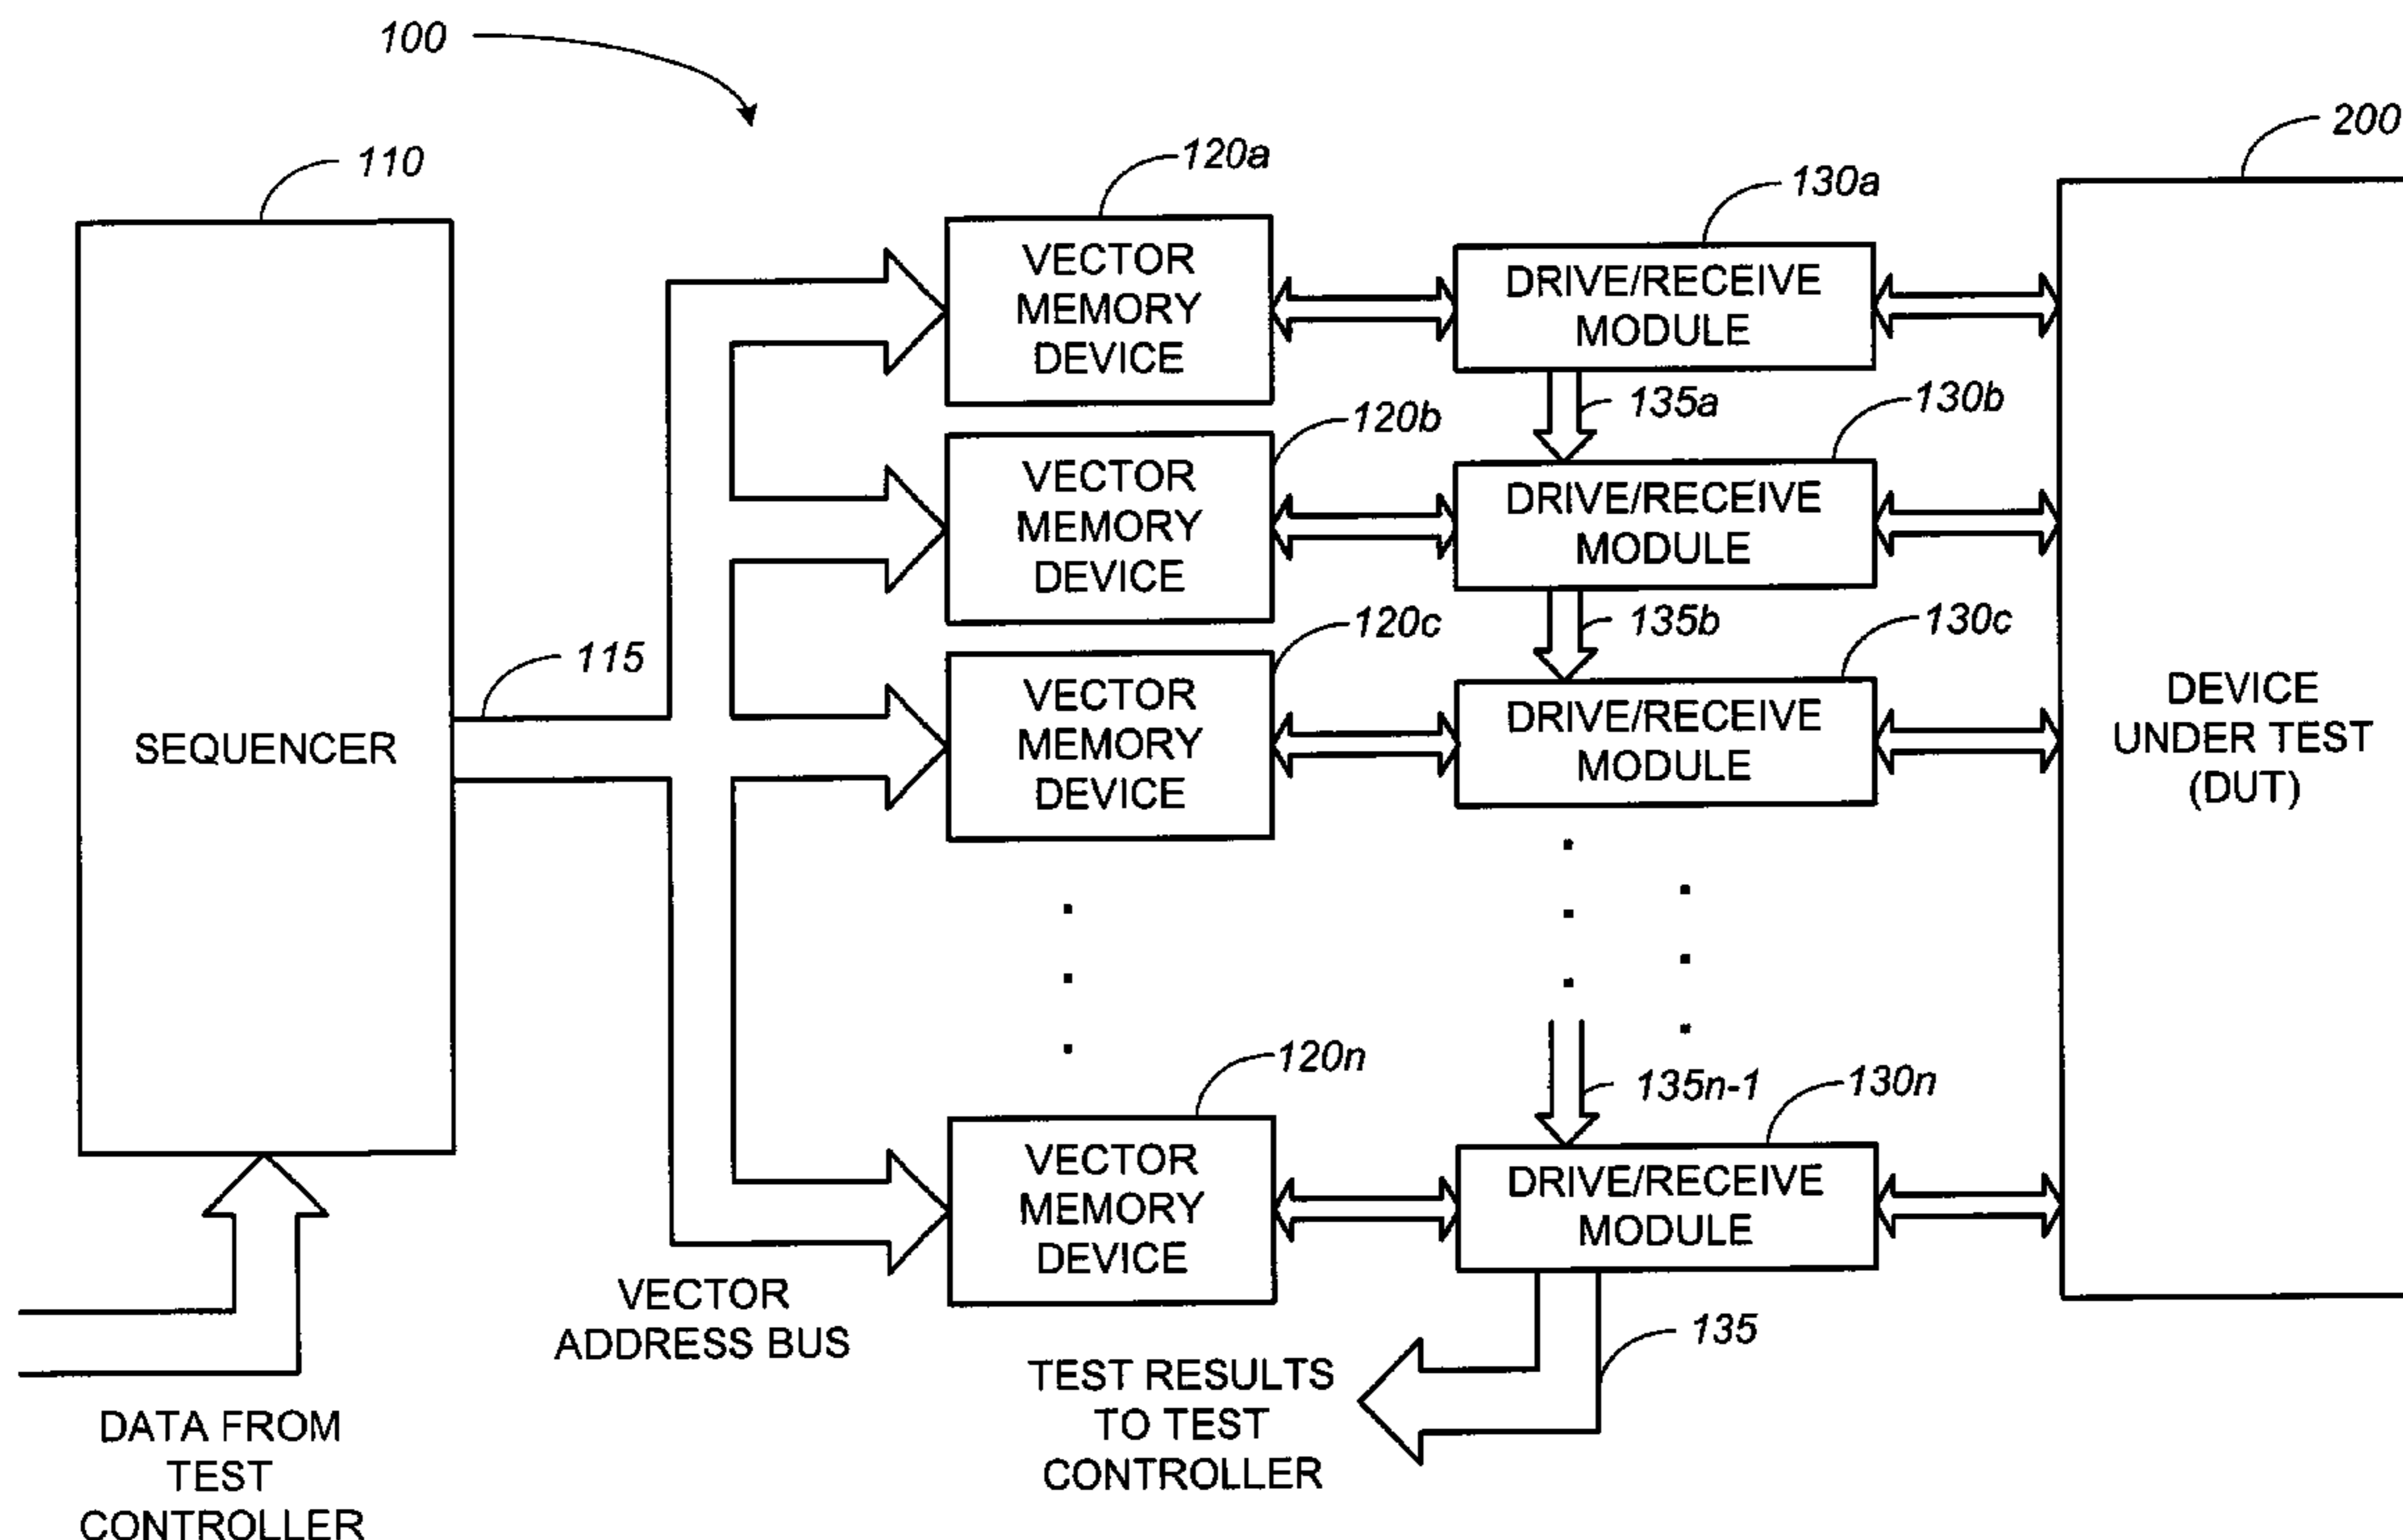 100
200
110
120a
130a
VECTOR
MEMORY
DEVICE
DRIVE/RECEIVE
MODULE
135a
130b
120b
VECTOR
MEMORY
DEVICE
DRIVE/RECEIVE
MODULE
135b
130c
120c
115
SEQUENCER
VECTOR
MEMORY
DEVICE
DRIVE/RECEIVE
MODULE
DEVICE
UNDER TEST
(DUT)
120n
135n-1
130n
VECTOR
MEMORY
DEVICE
DRIVE/RECEIVE
MODULE
VECTOR
ADDRESS BUS
135
TEST RESULTS
TO TEST
CONTROLLER
DATA FROM
TEST
CONTROLLER